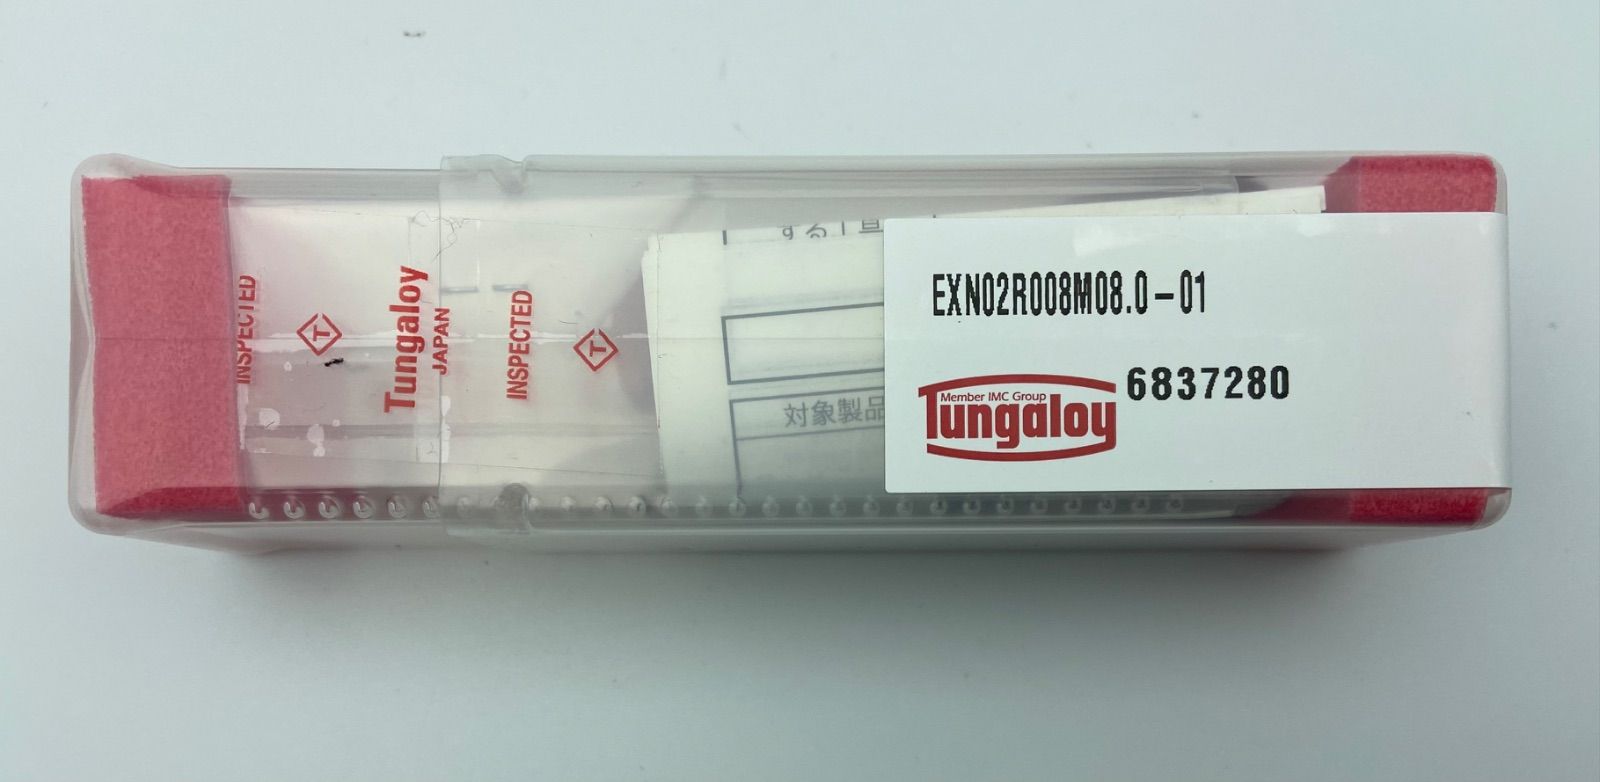 INSPECTED
T
Tungaloy
JAPAN
INSPECTED
T
する
対象製品
EXN02R008M08.0-01
Member IMC Group
Tungaloy
6837280